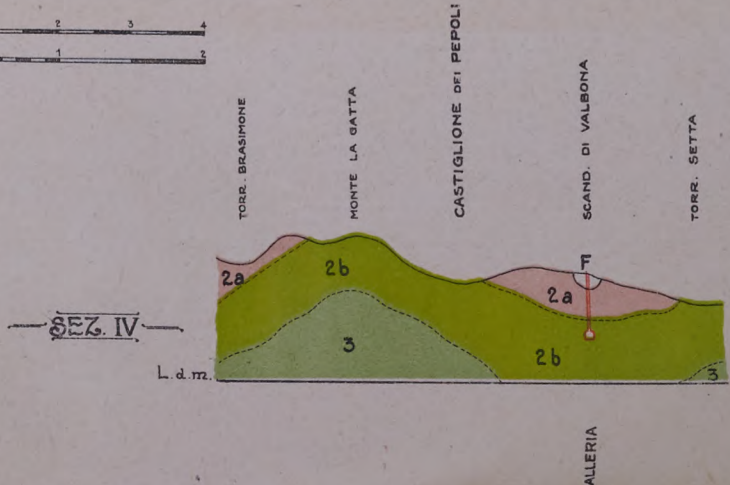 2 3 4
1 2
TORR. BRASIMONE
MONTE LA GATTA
CASTIGLIONE DEI PEPOLI
SCAND. DI VALBONA
TORR. SETTA
F
2a
2b
2a
SEZ. IV
3
2b
L.d.m.
3
ALLERIA